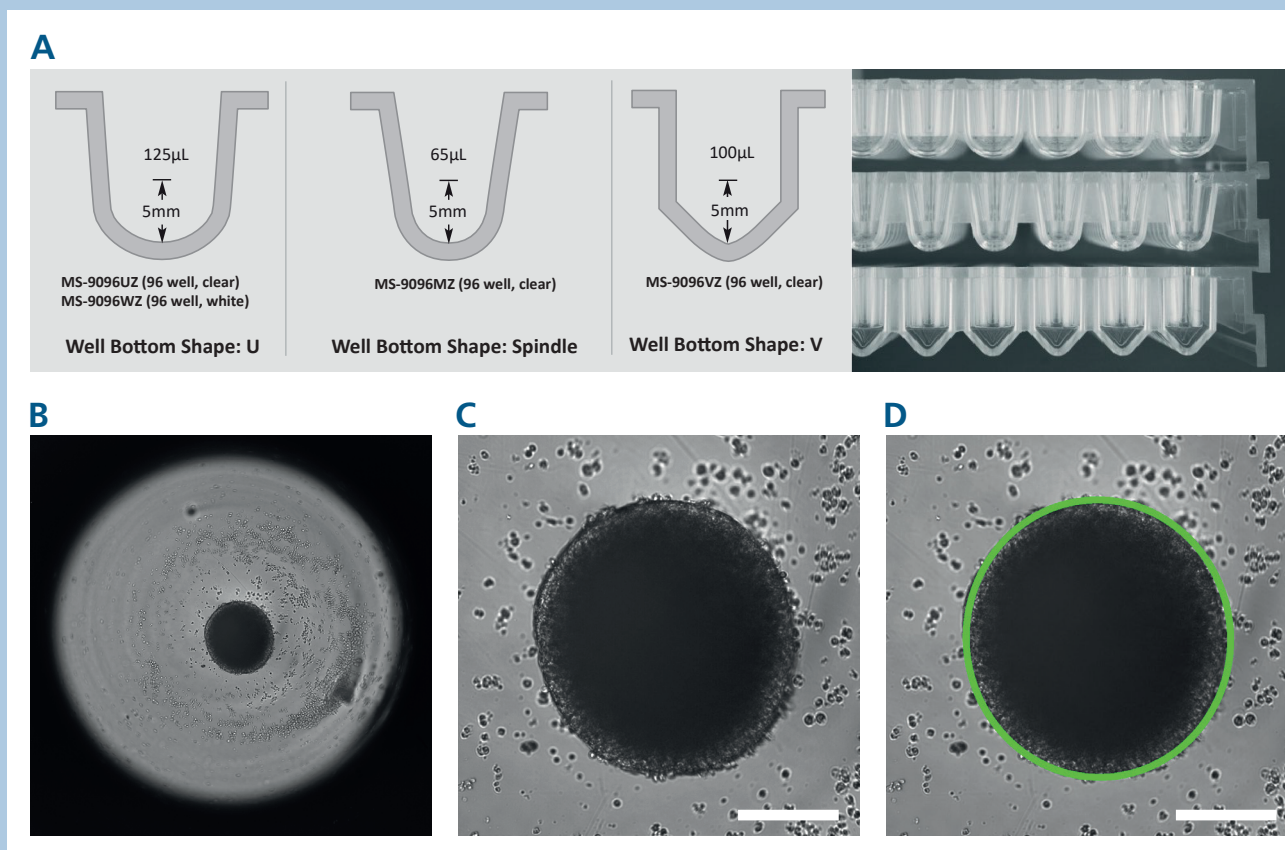 A
125µL
5mm
MS-9096UZ (96 well, clear)
MS-9096WZ (96 well, white)
Well Bottom Shape: U
65µL
5mm
MS-9096MZ (96 well, clear)
Well Bottom Shape: Spindle
100µL
5mm
MS-9096VZ (96 well, clear)
Well Bottom Shape: V
B
C
D